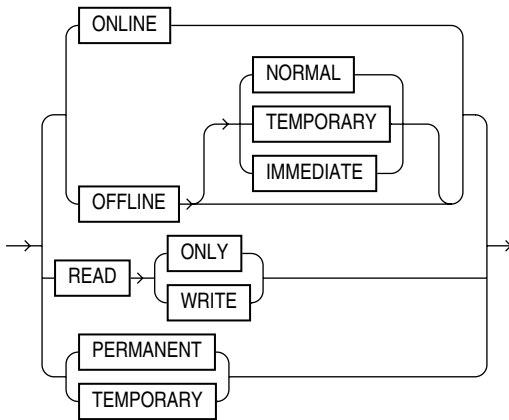 ONLINE
NORMAL
TEMPORARY
IMMEDIATE
OFFLINE
ONLY
READ
WRITE
PERMANENT
TEMPORARY